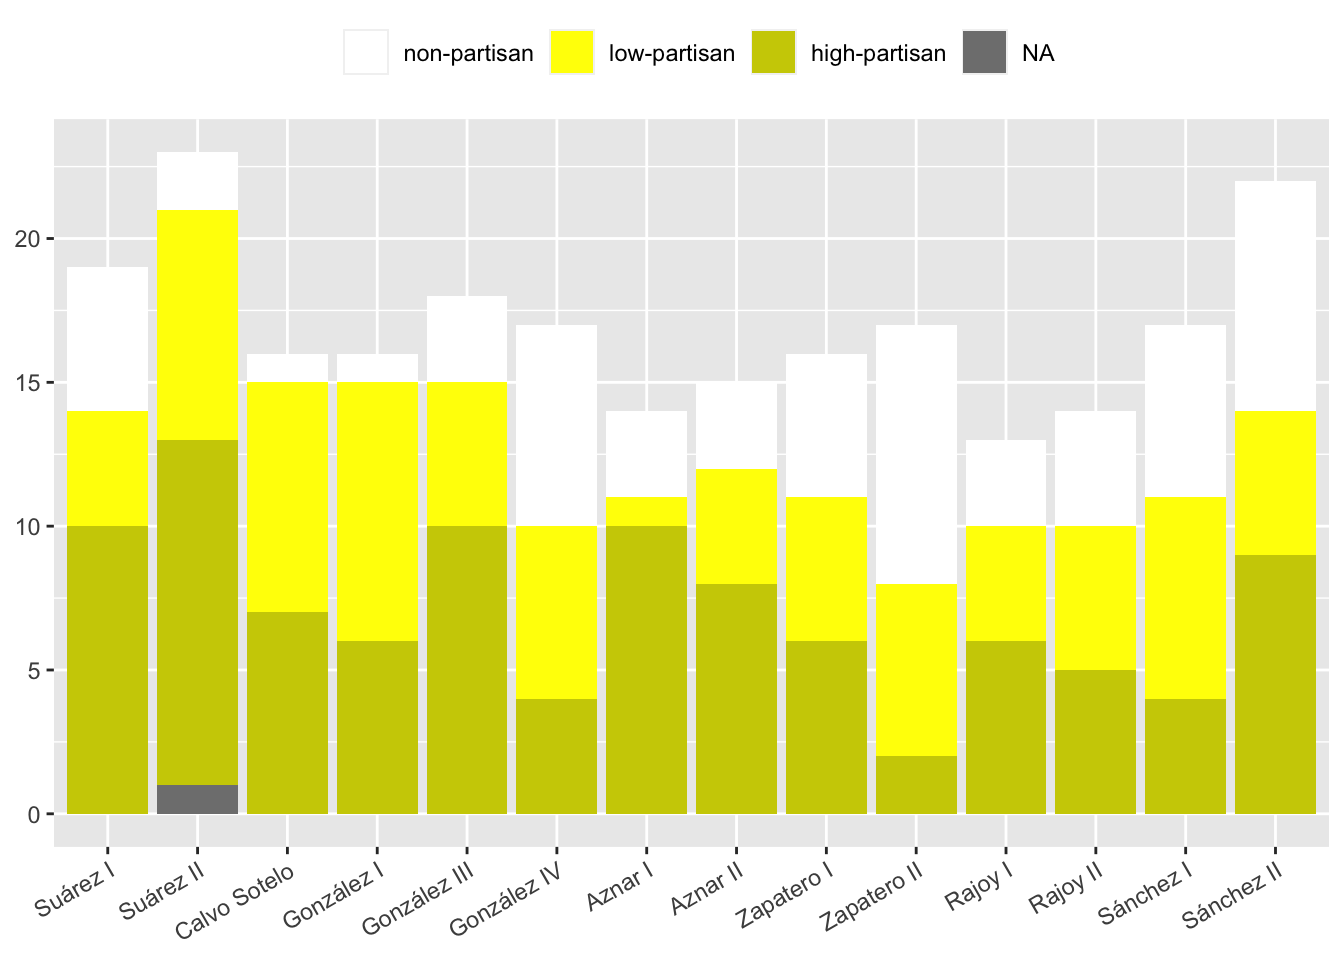 non-partisan low-partisan high-partisan NA
20
15
10
5
0
Suárez I Suárez II Calvo Sotelo González I González III González IV Aznar I Aznar II Zapatero I Zapatero II Rajoy I Rajoy II Sánchez I Sánchez II